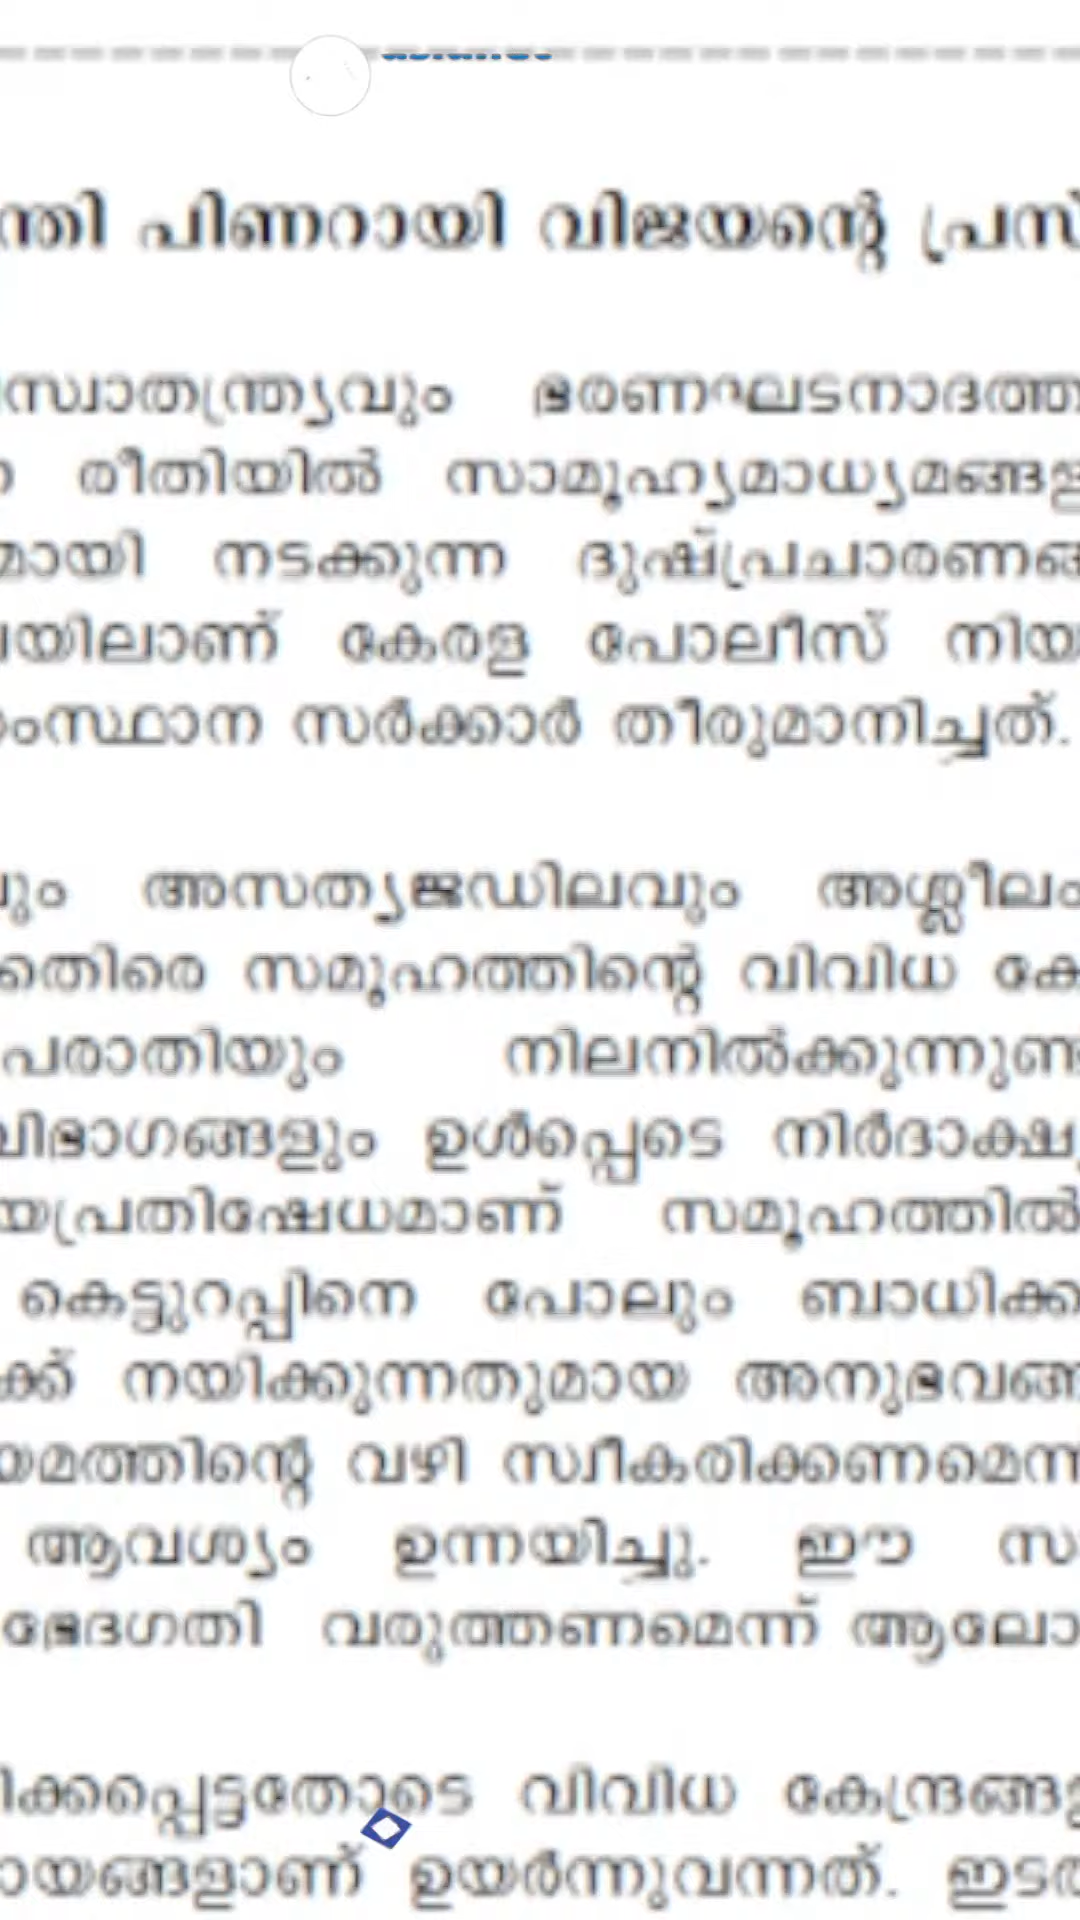 പിണറായി വിജയന്റെ
സ്വാതന്ത്ര്യവും ഭരണഘടനാദത്ത
രീതിയിൽ സാമൂഹ്യമാധ്യമങ്ങ
മായി നടക്കുന്ന ദുഷ്പ്രചാരണങ്ങ
യിലാണ് കേരള പോലീസ് നിയ
സംസ്ഥാന സർക്കാർ തീരുമാനിച്ചത്.
അസത്യജഡിലവും അശ്ലീലം
തിരെ സമൂഹത്തിന്റെ വിവിധ കേ
പരാതിയും നിലനിൽക്കുന്നുണ്ട
വിഭാഗങ്ങളും ഉൾപ്പെടെ നിർദാക്ഷ
യപ്രതിഷേധമാണ് സമൂഹത്തിൽ
കെട്ടുറപ്പിനെ പോലും ബാധിക്ക
ക്ക് നയിക്കുന്നതുമായ അനുഭവങ്ങ
യമത്തിന്റെ വഴി സ്വീകരിക്കണമെന്ന
ആവശ്യം ഉന്നയിച്ചു. ഈ സ
ഭേദഗതി വരുത്തണമെന്ന് ആലോ
ിക്കപ്പെട്ടതോടെ വിവിധ കേന്ദ്രങ്ങള
ായങ്ങളാണ് ഉയർന്നുവന്നത്. ഇട